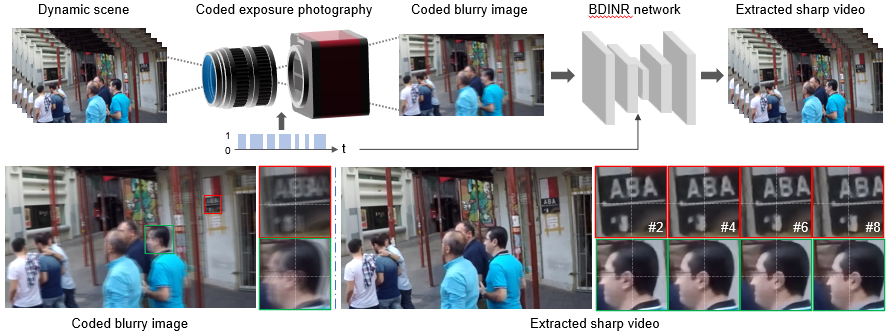 Dynamic scene
Coded exposure photography
Coded blurry image
BDINR network
Extracted sharp video
1
0
t
ABA
ABA
ABA
ABA
ABA
#2
#4
#6
#8
Coded blurry image
Extracted sharp video